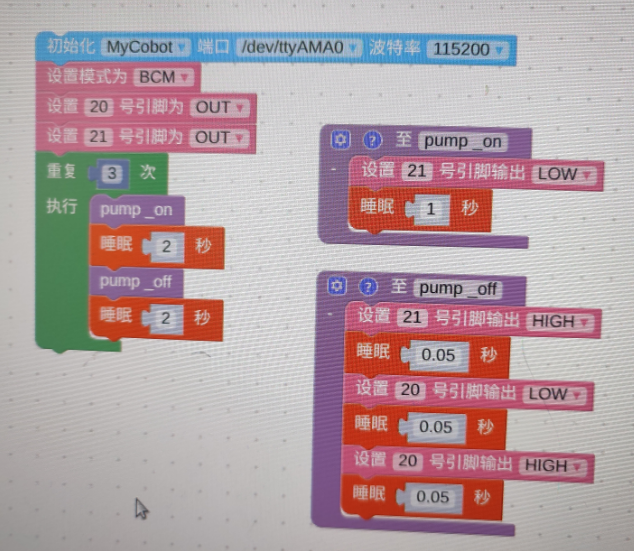 初始化 MyCobot 端口 /dev/ttyAMA0 波特率 115200
设置模式为 BCM
设置 20 号引脚为 OUT
设置 21 号引脚为 OUT
重复 3 次
执行
pump _on
睡眠 2 秒
pump _off
睡眠 2 秒
至 pump _on
设置 21 号引脚输出 LOW
睡眠 1 秒
至 pump _off
设置 21 号引脚输出 HIGH
睡眠 0.05 秒
设置 20 号引脚输出 LOW
睡眠 0.05 秒
设置 20 号引脚输出 HIGH
睡眠 0.05 秒